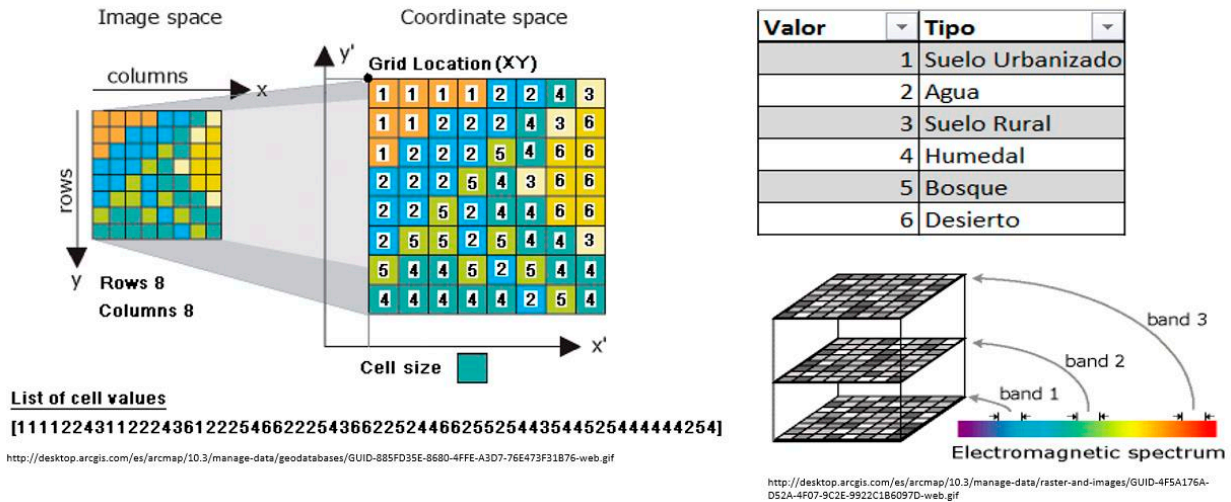 Image space
Coordinate space
columns
x
rows
y
Rows 8
Columns 8
y'
Grid Location (XY)
1 1 1 1 2 2 4 3
1 1 2 2 2 4 3 6
1 2 2 2 5 4 6 6
2 2 2 5 4 3 6 6
2 2 5 2 4 4 6 6
2 5 5 2 5 4 4 3
5 4 4 5 2 5 4 4
4 4 4 4 4 2 5 4
x'
Cell size
List of cell values
[1111224311222436122254662225436622524466255254435445254444444254]
http://desktop.arcgis.com/es/arcmap/10.3/manage-data/geodatabases/GUID-885FD35E-8680-4FFE-A3D7-76E473F31B76-web.gif
Valor Tipo
1 Suelo Urbanizado
2 Agua
3 Suelo Rural
4 Humedal
5 Bosque
6 Desierto
band 3
band 2
band 1
Electromagnetic spectrum
http://desktop.arcgis.com/es/arcmap/10.3/manage-data/raster-and-images/GUID-4F5A176A-
D52A-4F07-9C2E-9922C1B6097D-web.gif